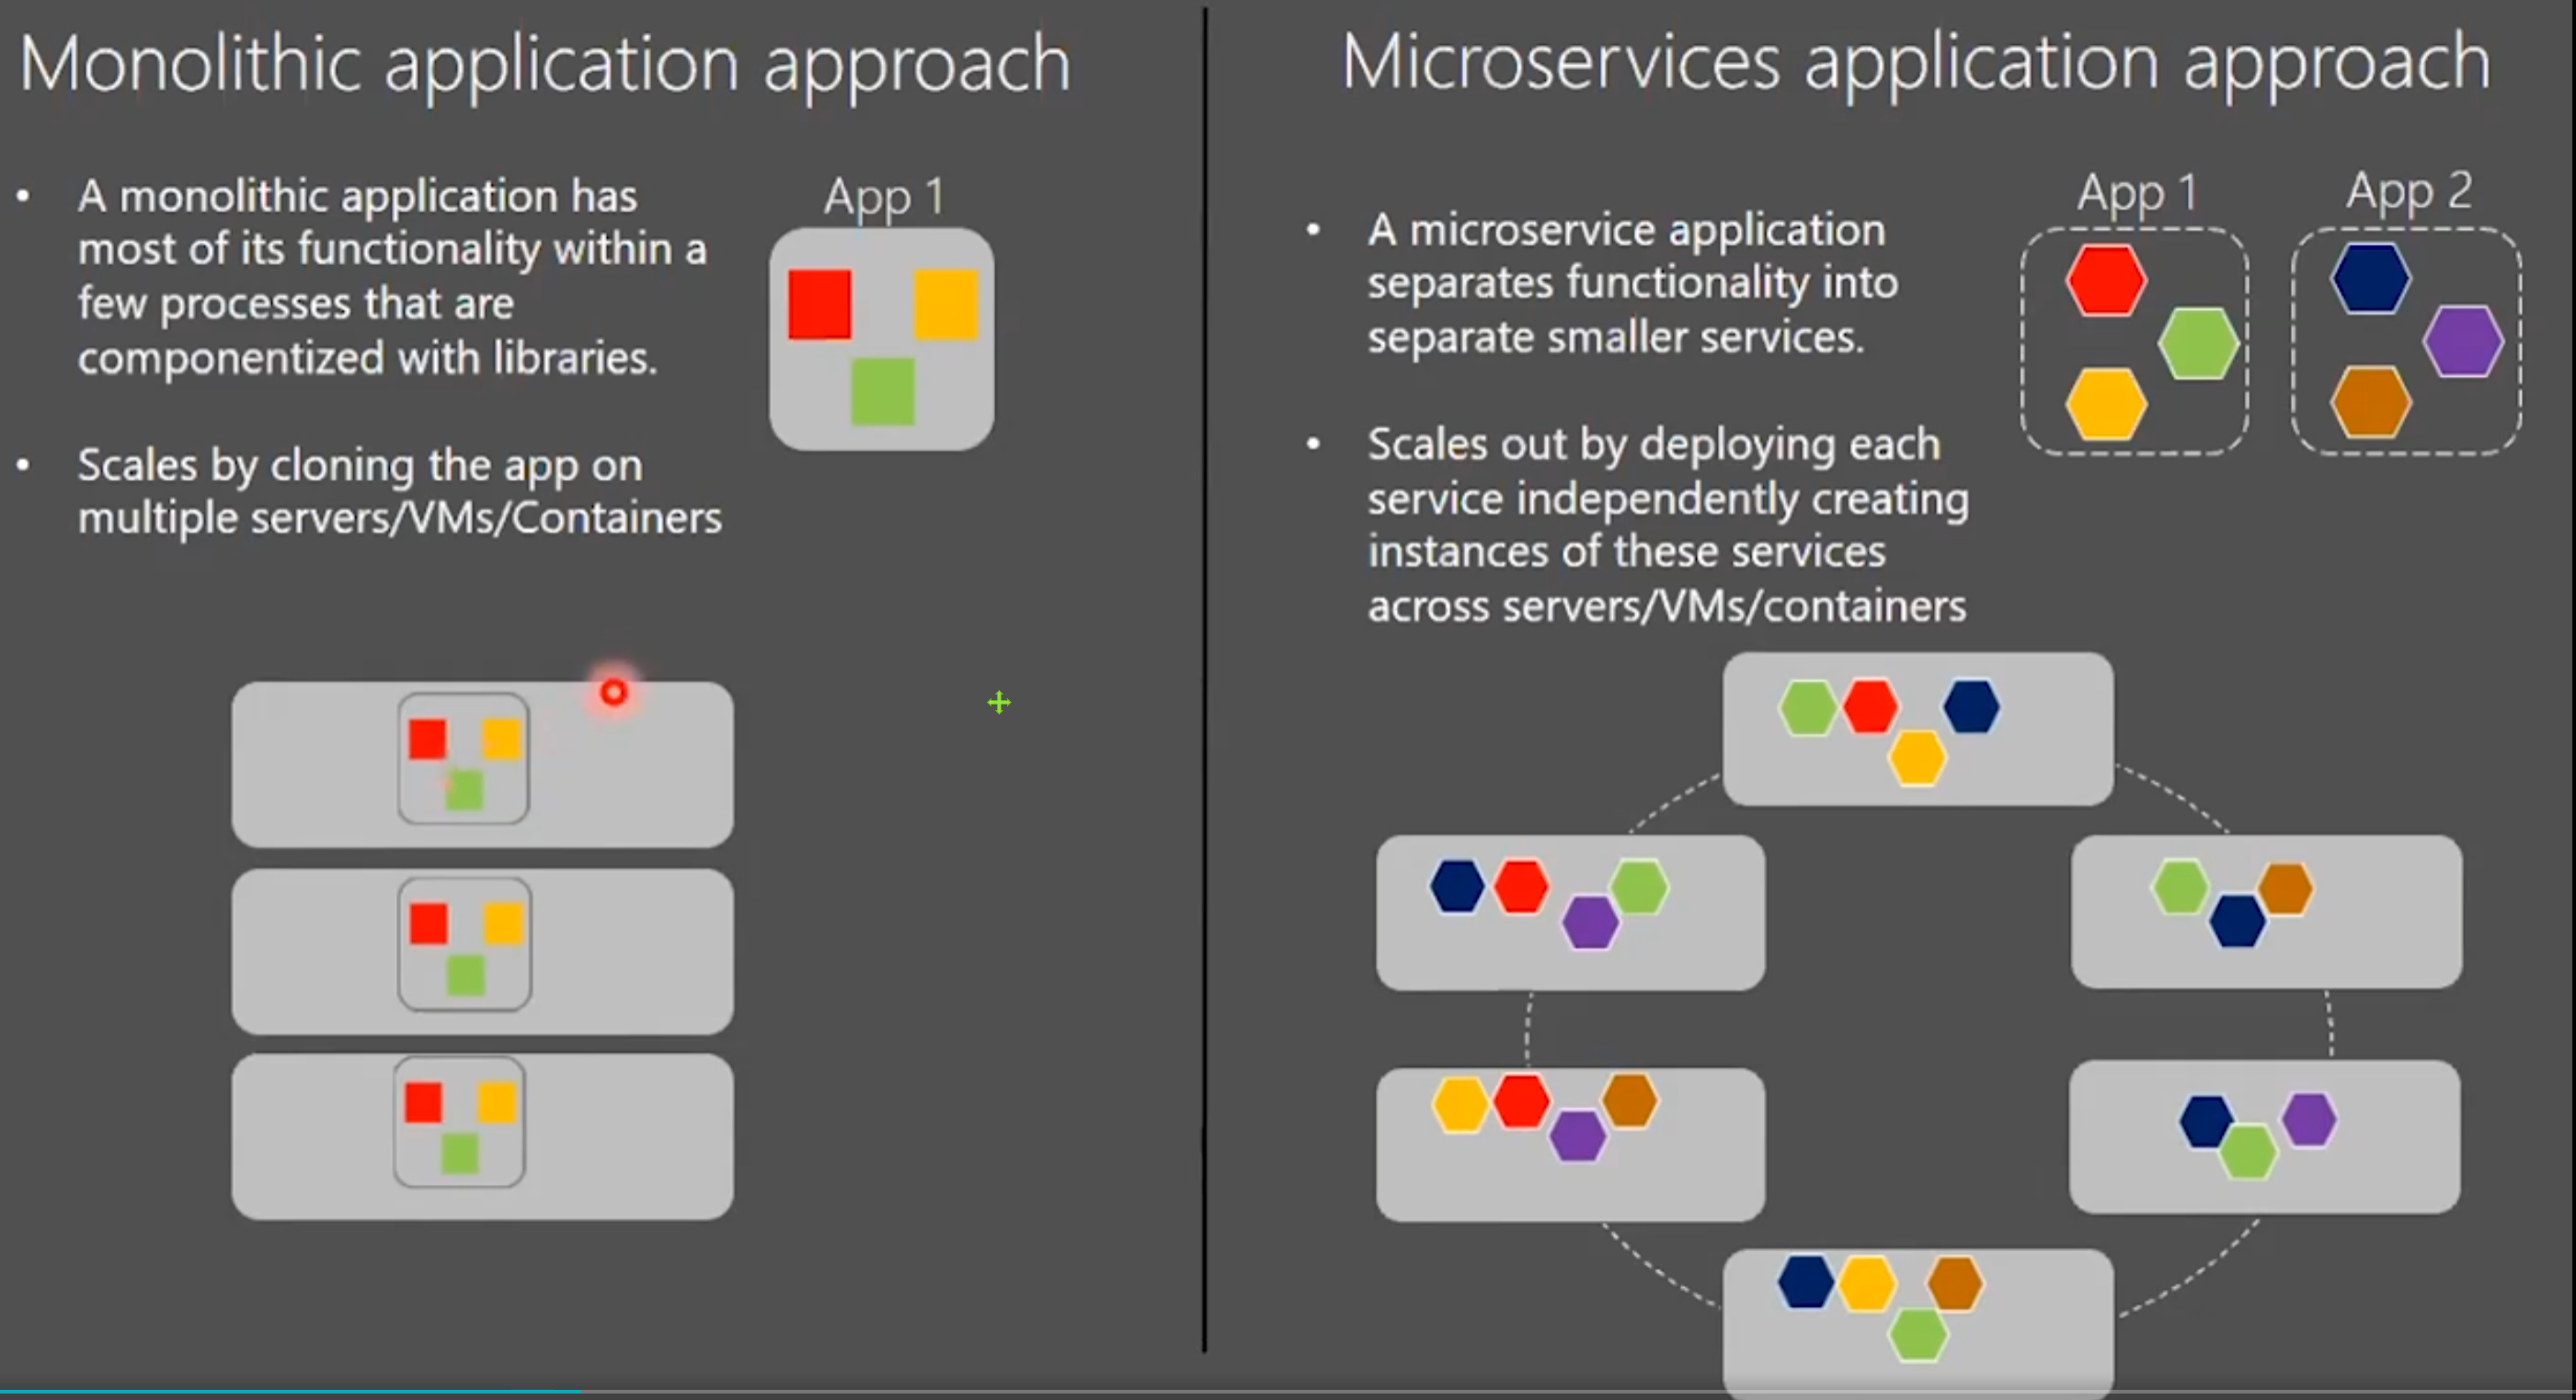 Monolithic application approach
• A monolithic application has
most of its functionality within a
few processes that are
componentized with libraries.
• Scales by cloning the app on
multiple servers/VMs/Containers
App 1
Microservices application approach
• A microservice application
separates functionality into
separate smaller services.
• Scales out by deploying each
service independently creating
instances of these services
across servers/VMs/containers
App 1
App 2